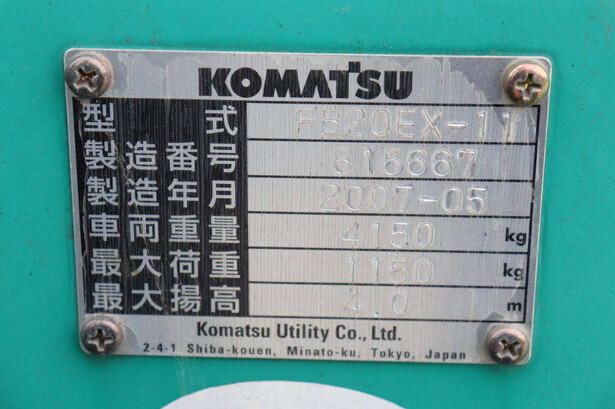 KOMATSU
型式 FB20EX-11
製造番号 815667
製造年月 2007-05
車両重量 4150 kg
最大荷重 1150 kg
最大揚高 4.0 m
Komatsu Utility Co., Ltd.
2-4-1 Shiba-kouen, Minato-ku, Tokyo, Japan